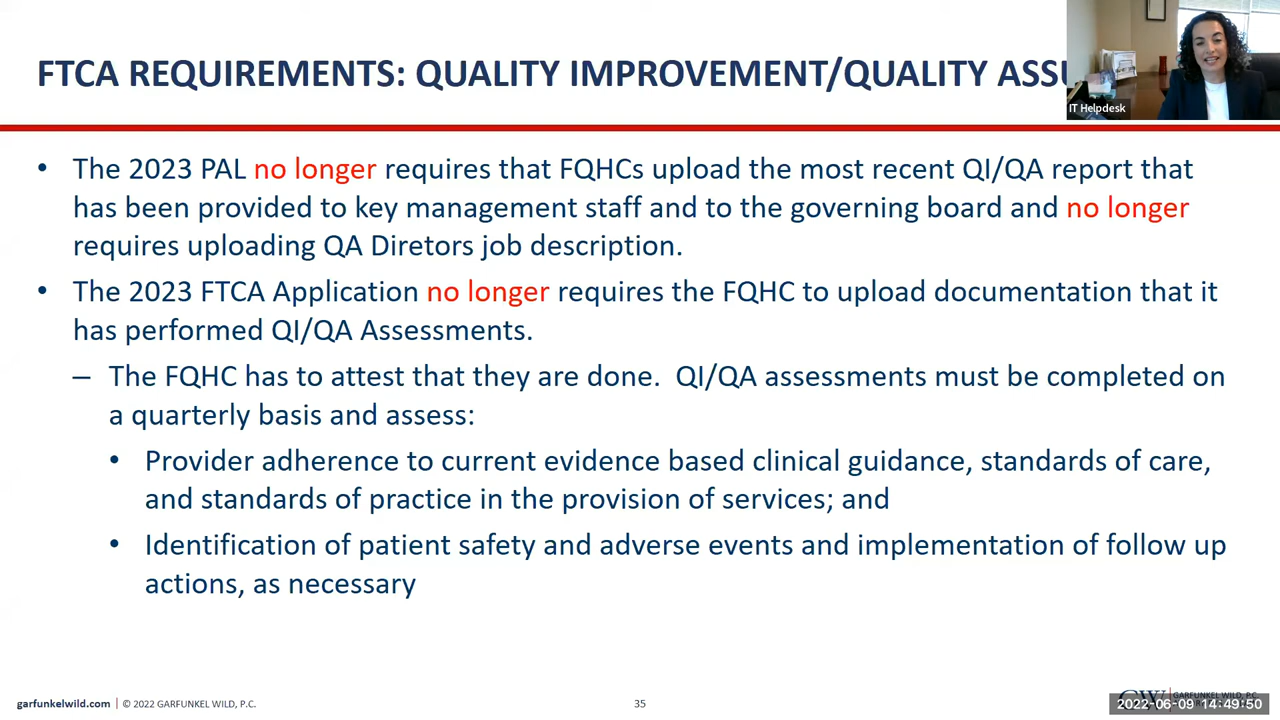 FTCA REQUIREMENTS: QUALITY IMPROVEMENT/QUALITY
IT Helpdesk
• The 2023 PAL no longer requires that FQHCs upload the most recent QI/QA report that
has been provided to key management staff and to the governing board and no longer
requires uploading QA Diretors job description.
• The 2023 FTCA Application no longer requires the FQHC to upload documentation that it
has performed QI/QA Assessments.
– The FQHC has to attest that they are done. QI/QA assessments must be completed on
a quarterly basis and assess:
• Provider adherence to current evidence based clinical guidance, standards of care,
and standards of practice in the provision of services; and
• Identification of patient safety and adverse events and implementation of follow up
actions, as necessary
garfunkelwild.com | © 2022 GARFUNKEL WILD, P.C.
35
GARFUNKEL WILD, P.C.
2022-06-09 14:49:50